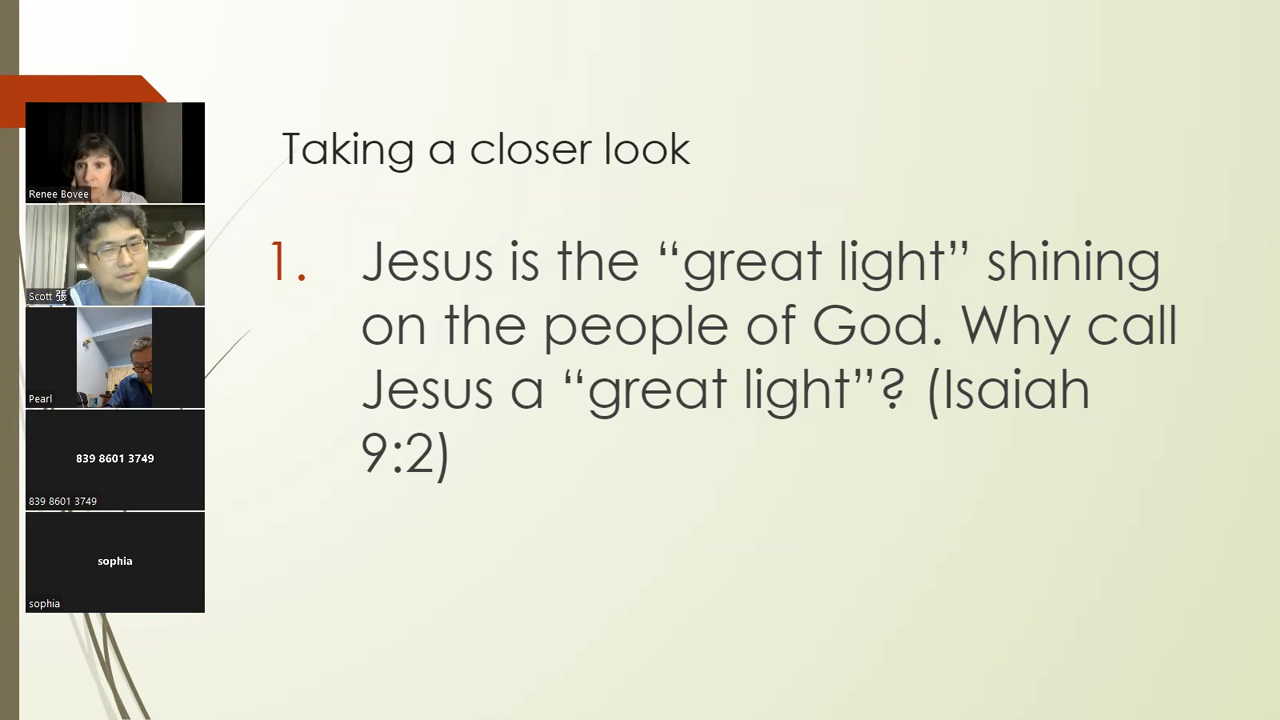 Taking a closer look
1. Jesus is the “great light” shining
on the people of God. Why call
Jesus a “great light”? (Isaiah
9:2)
Renee Bovee
Scott 張
Pearl
839 8601 3749
839 8601 3749
sophia
sophia